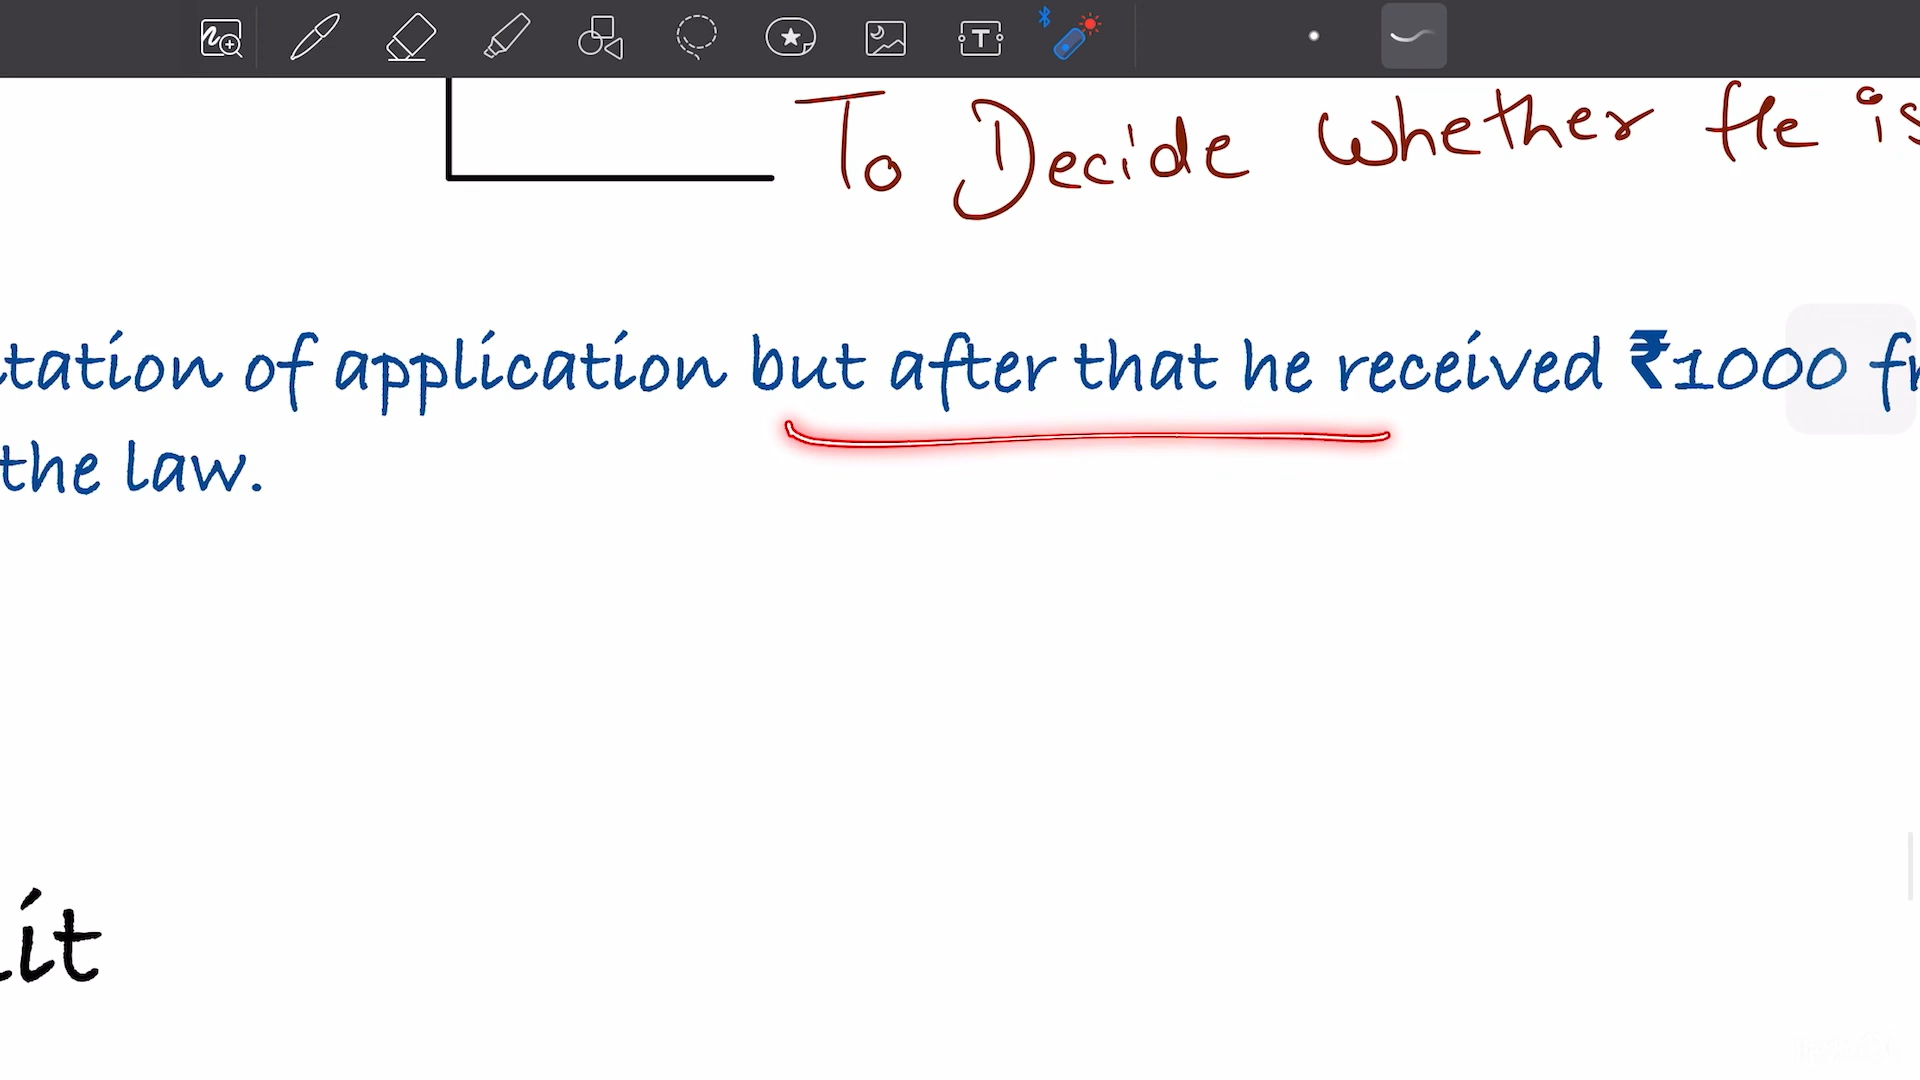 To Decide whether He is
tation of application but after that he received ₹1000 fr
the law.
it